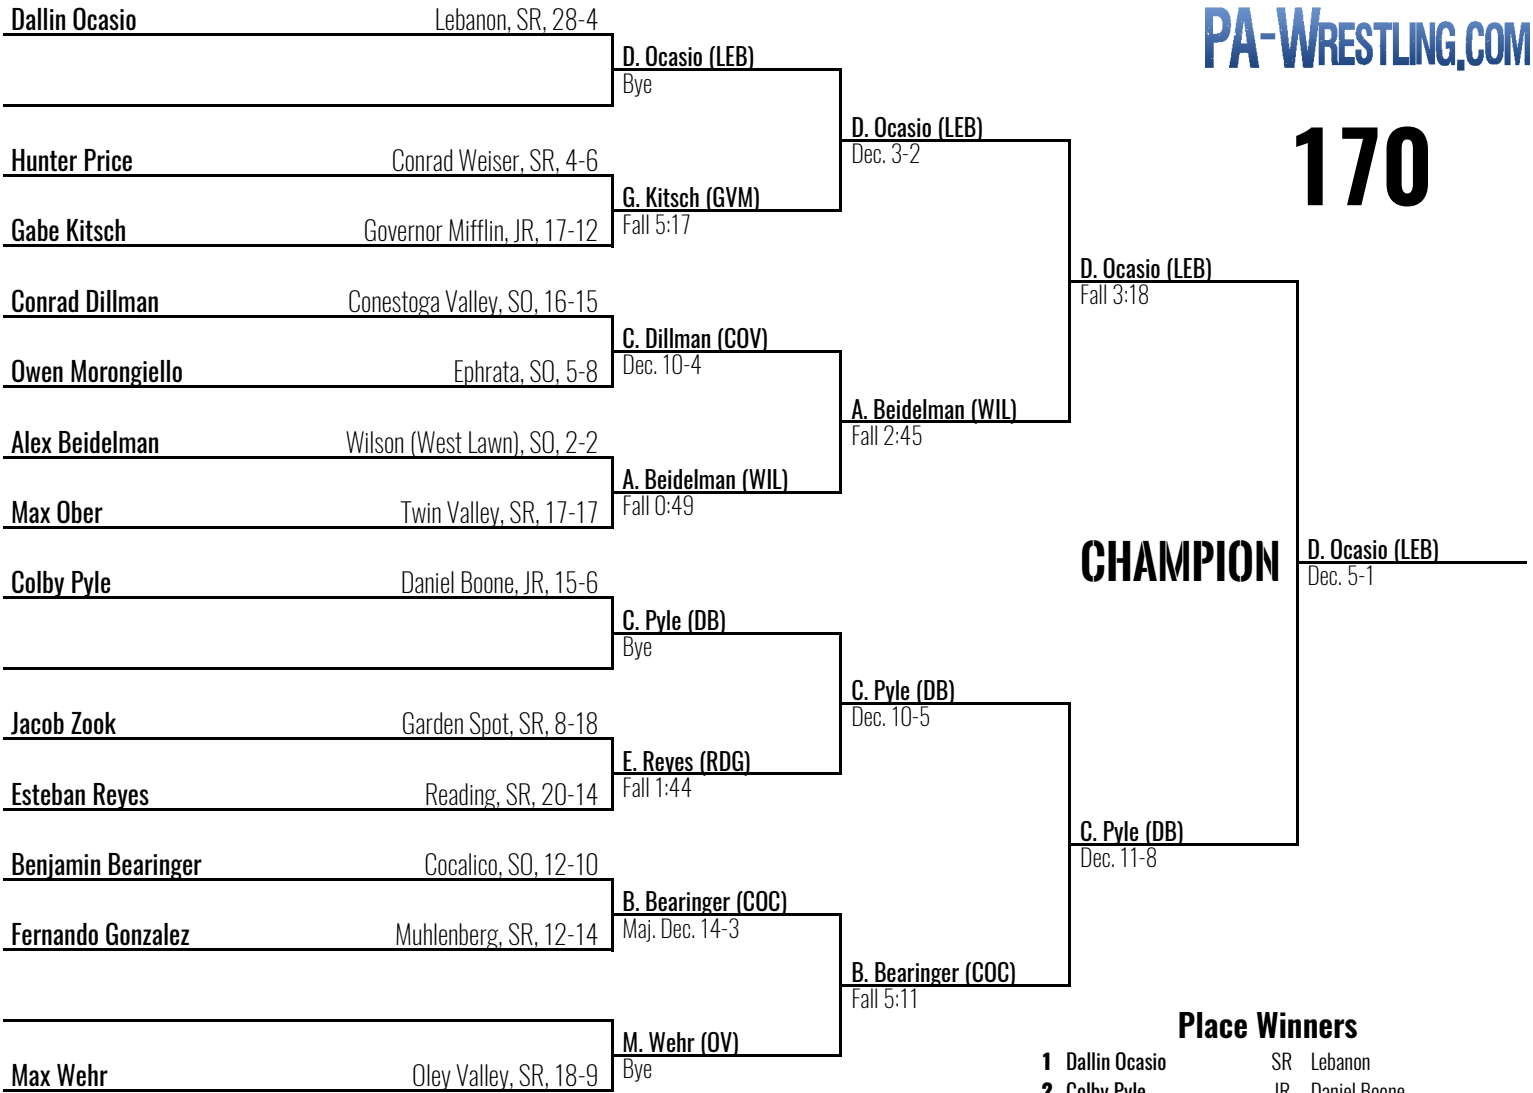 PA-WRESTLING.COM
170
Dallin Ocasio Lebanon, SR, 28-4
D. Ocasio (LEB)
Bye
D. Ocasio (LEB)
Dec. 3-2
Hunter Price Conrad Weiser, SR, 4-6
G. Kitsch (GVM)
Fall 5:17
Gabe Kitsch Governor Mifflin, JR, 17-12
D. Ocasio (LEB)
Fall 3:18
Conrad Dillman Conestoga Valley, SO, 16-15
C. Dillman (COV)
Dec. 10-4
Owen Morongiello Ephrata, SO, 5-8
A. Beidelman (WIL)
Fall 2:45
Alex Beidelman Wilson (West Lawn), SO, 2-2
A. Beidelman (WIL)
Fall 0:49
Max Ober Twin Valley, SR, 17-17
CHAMPION
D. Ocasio (LEB)
Dec. 5-1
Colby Pyle Daniel Boone, JR, 15-6
C. Pyle (DB)
Bye
C. Pyle (DB)
Dec. 10-5
Jacob Zook Garden Spot, SR, 8-18
E. Reyes (RDG)
Fall 1:44
Esteban Reyes Reading, SR, 20-14
C. Pyle (DB)
Dec. 11-8
Benjamin Bearinger Cocalico, SO, 12-10
B. Bearinger (COC)
Maj. Dec. 14-3
Fernando Gonzalez Muhlenberg, SR, 12-14
B. Bearinger (COC)
Fall 5:11
M. Wehr (OV)
Bye
Max Wehr Oley Valley, SR, 18-9
Place Winners
1 Dallin Ocasio SR Lebanon
2 Colby Pyle JR Daniel Boone